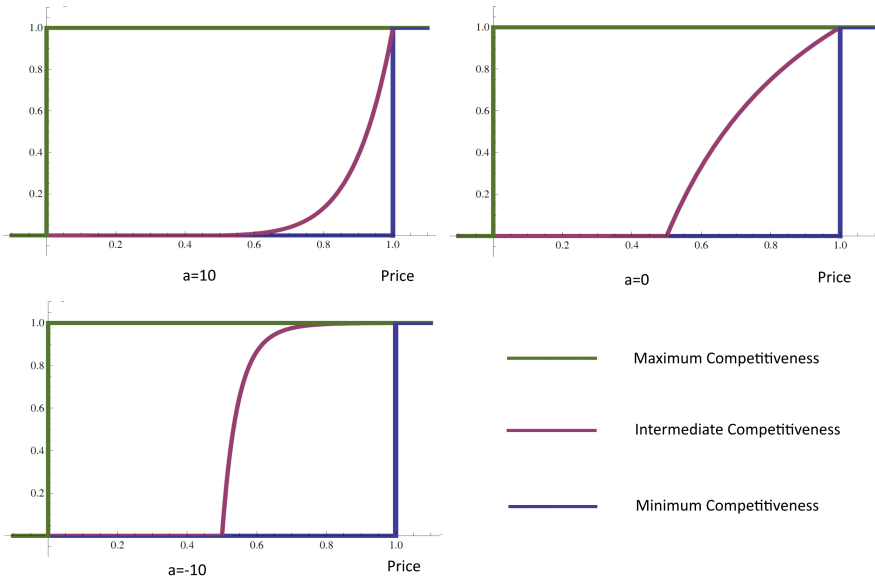 1.0
0.8
0.6
0.4
0.2
0.2 0.4 0.6 0.8 1.0
a=10 Price
1.0
0.8
0.6
0.4
0.2
0.2 0.4 0.6 0.8 1.0
a=0 Price
1.0
0.8
0.6
0.4
0.2
0.2 0.4 0.6 0.8 1.0
a=-10 Price
Maximum Competitiveness
Intermediate Competitiveness
Minimum Competitiveness